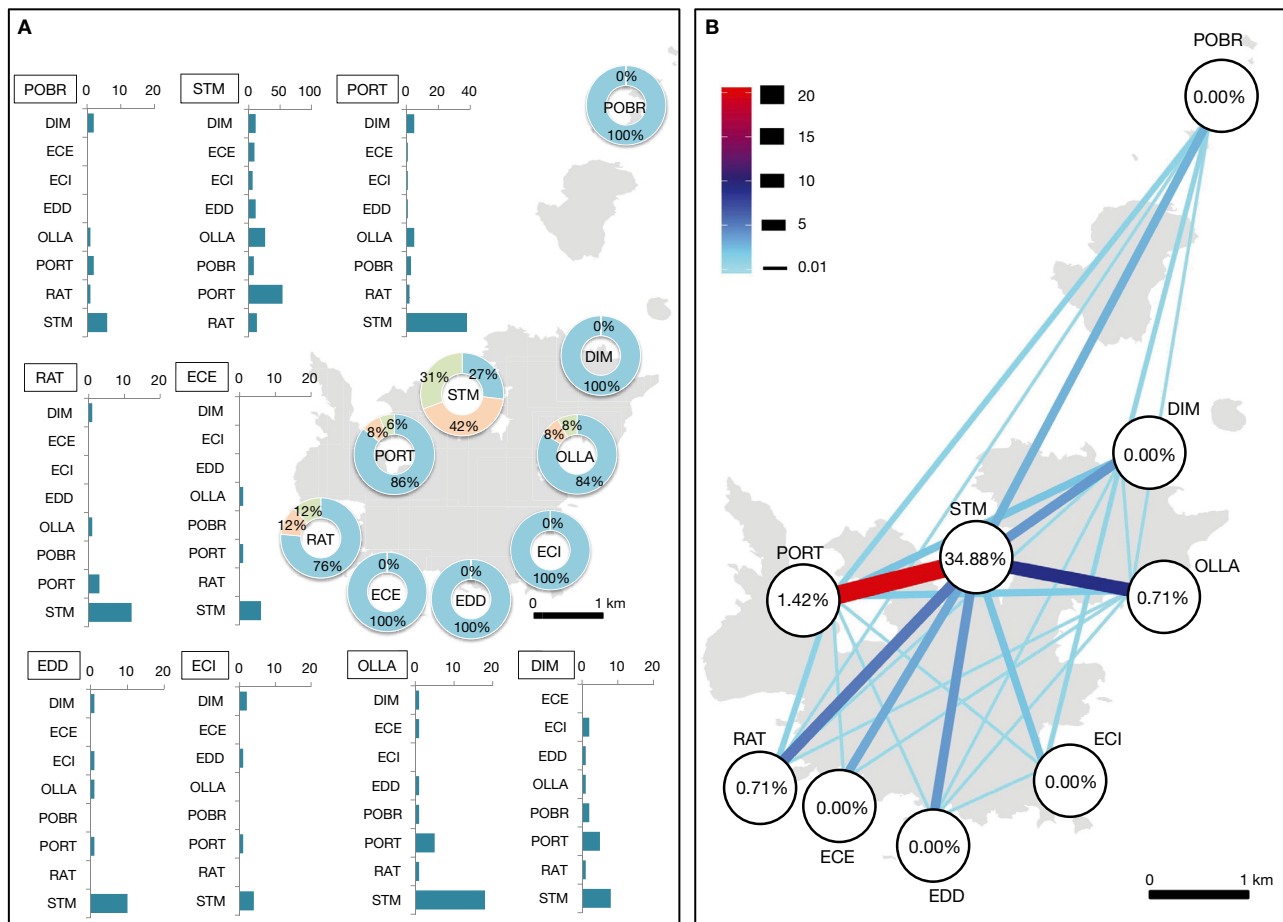 A
POBR
0 10 20
DIM
ECE
ECI
EDD
OLLA
PORT
RAT
STM
STM
0 50 100
DIM
ECE
ECI
EDD
OLLA
POBR
PORT
RAT
PORT
0 20 40
DIM
ECE
ECI
EDD
OLLA
POBR
RAT
STM
0%
POBR
100%
RAT
0 10 20
DIM
ECE
ECI
EDD
OLLA
POBR
PORT
STM
ECE
0 20
DIM
ECI
EDD
OLLA
POBR
PORT
RAT
STM
0%
DIM
100%
31% 27%
STM
42%
8% 6%
PORT
86%
8% 8%
OLLA
84%
12%
12%
RAT
76%
0%
ECE
100%
0%
EDD
100%
0%
ECI
100%
0 1 km
EDD
0 10 20
DIM
ECE
ECI
OLLA
POBR
PORT
RAT
STM
ECI
0 20
DIM
ECE
EDD
OLLA
POBR
PORT
RAT
STM
OLLA
0 10 20
DIM
ECE
ECI
EDD
POBR
PORT
RAT
STM
DIM
0 10 20
ECE
ECI
EDD
OLLA
POBR
PORT
RAT
STM
B
20
15
10
5
0.01
POBR
0.00%
DIM
0.00%
STM
34.88%
PORT
1.42%
OLLA
0.71%
RAT
0.71%
ECE
0.00%
EDD
0.00%
ECI
0.00%
0 1 km